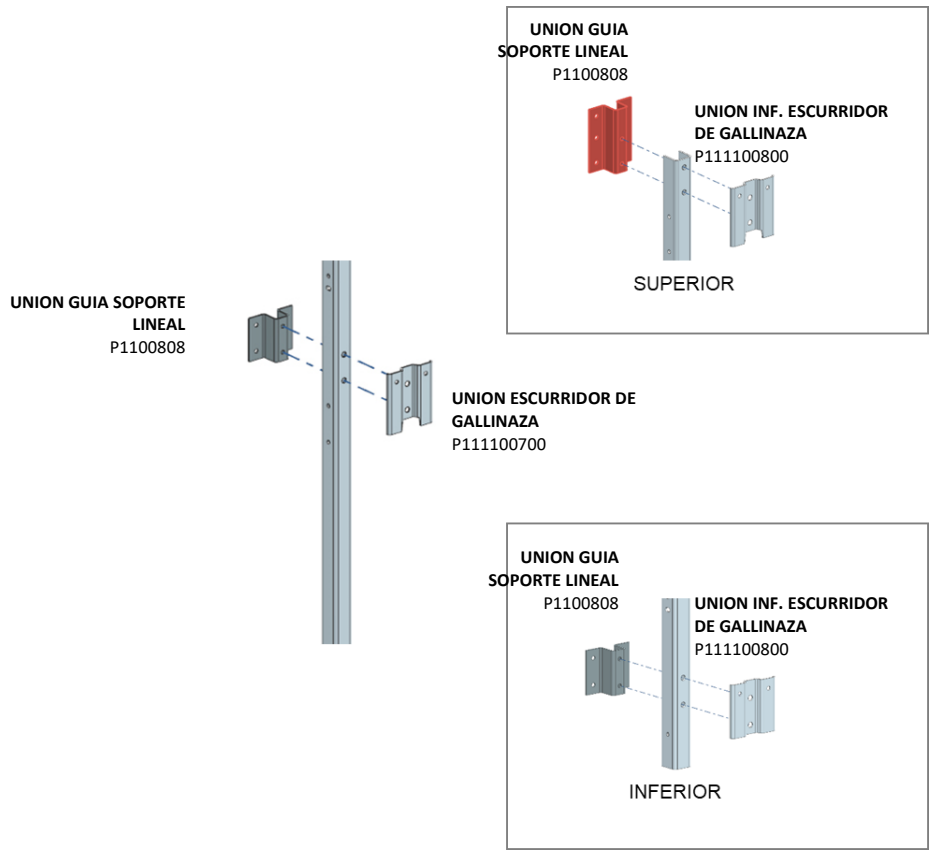 UNION GUIA
SOPORTE LINEAL
P1100808
UNION INF. ESCURRIDOR
DE GALLINAZA
P111100800
SUPERIOR
UNION GUIA SOPORTE
LINEAL
P1100808
UNION ESCURRIDOR DE
GALLINAZA
P111100700
UNION GUIA
SOPORTE LINEAL
P1100808
UNION INF. ESCURRIDOR
DE GALLINAZA
P111100800
INFERIOR